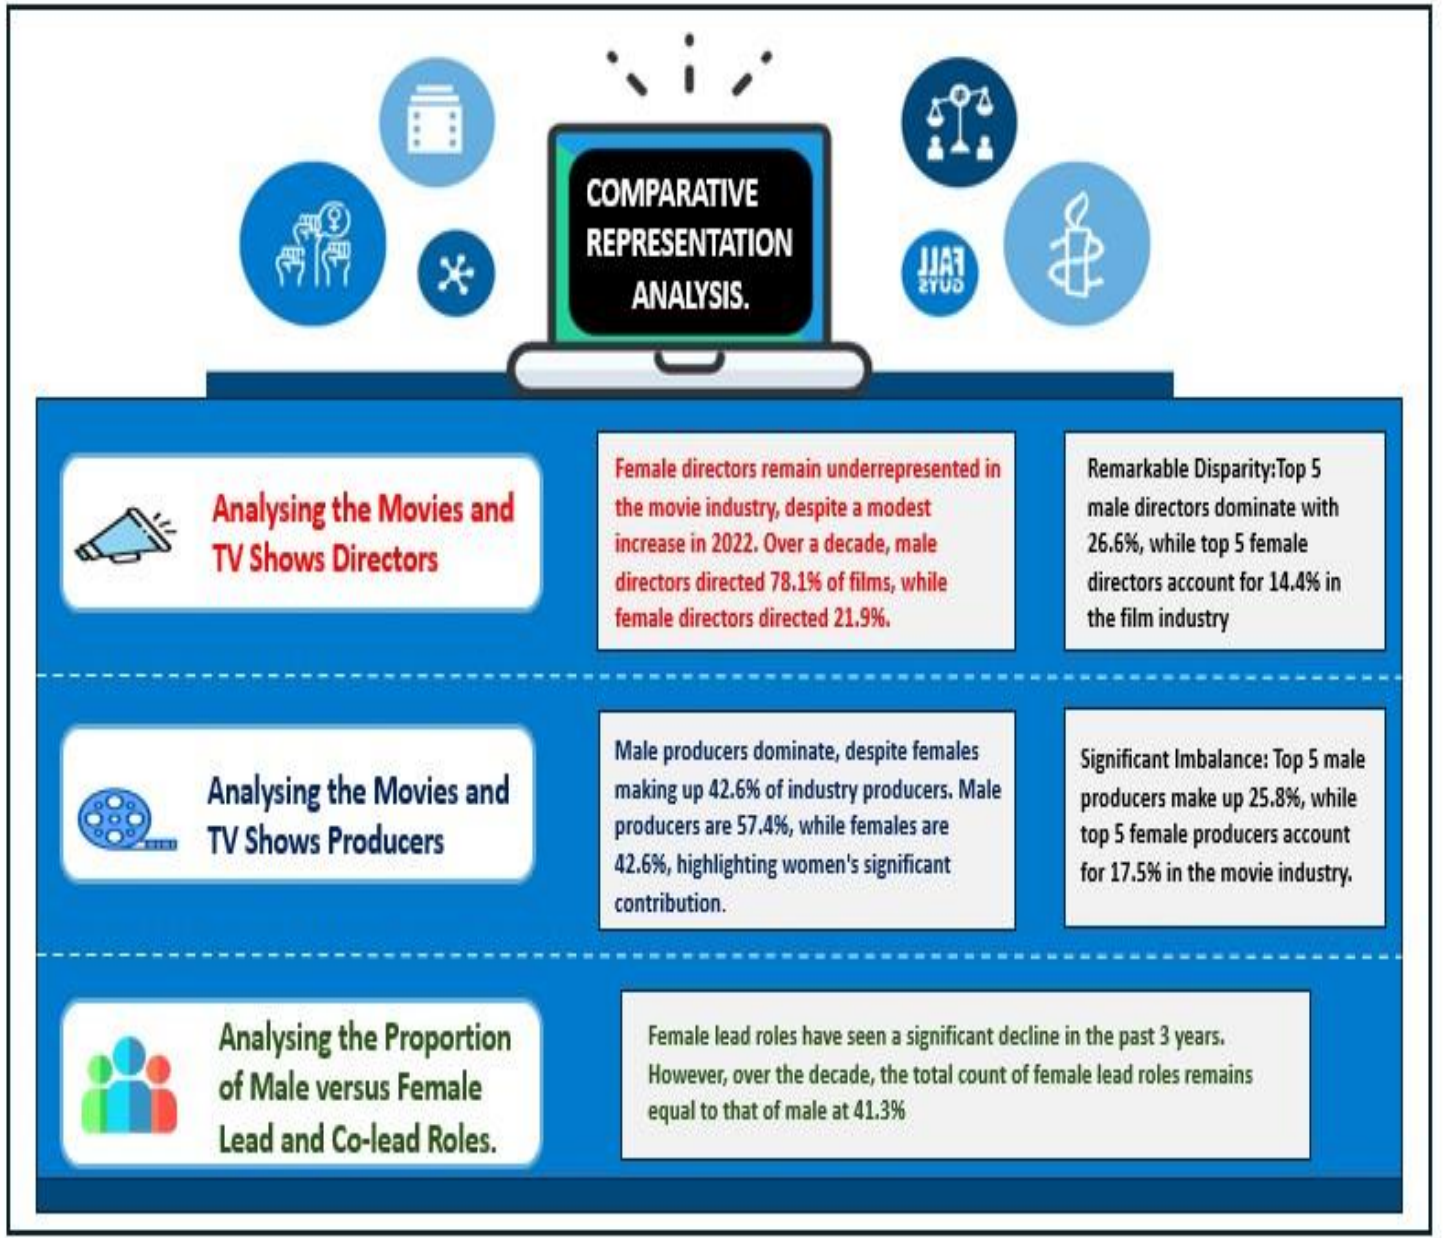 COMPARATIVE
REPRESENTATION
ANALYSIS.
FALL
GUYS
Analysing the Movies and
TV Shows Directors
Female directors remain underrepresented in
the movie industry, despite a modest
increase in 2022. Over a decade, male
directors directed 78.1% of films, while
female directors directed 21.9%.
Remarkable Disparity:Top 5
male directors dominate with
26.6%, while top 5 female
directors account for 14.4% in
the film industry
Analysing the Movies and
TV Shows Producers
Male producers dominate, despite females
making up 42.6% of industry producers. Male
producers are 57.4%, while females are
42.6%, highlighting women's significant
contribution.
Significant Imbalance: Top 5 male
producers make up 25.8%, while
top 5 female producers account
for 17.5% in the movie industry.
Analysing the Proportion
of Male versus Female
Lead and Co-lead Roles.
Female lead roles have seen a significant decline in the past 3 years.
However, over the decade, the total count of female lead roles remains
equal to that of male at 41.3%